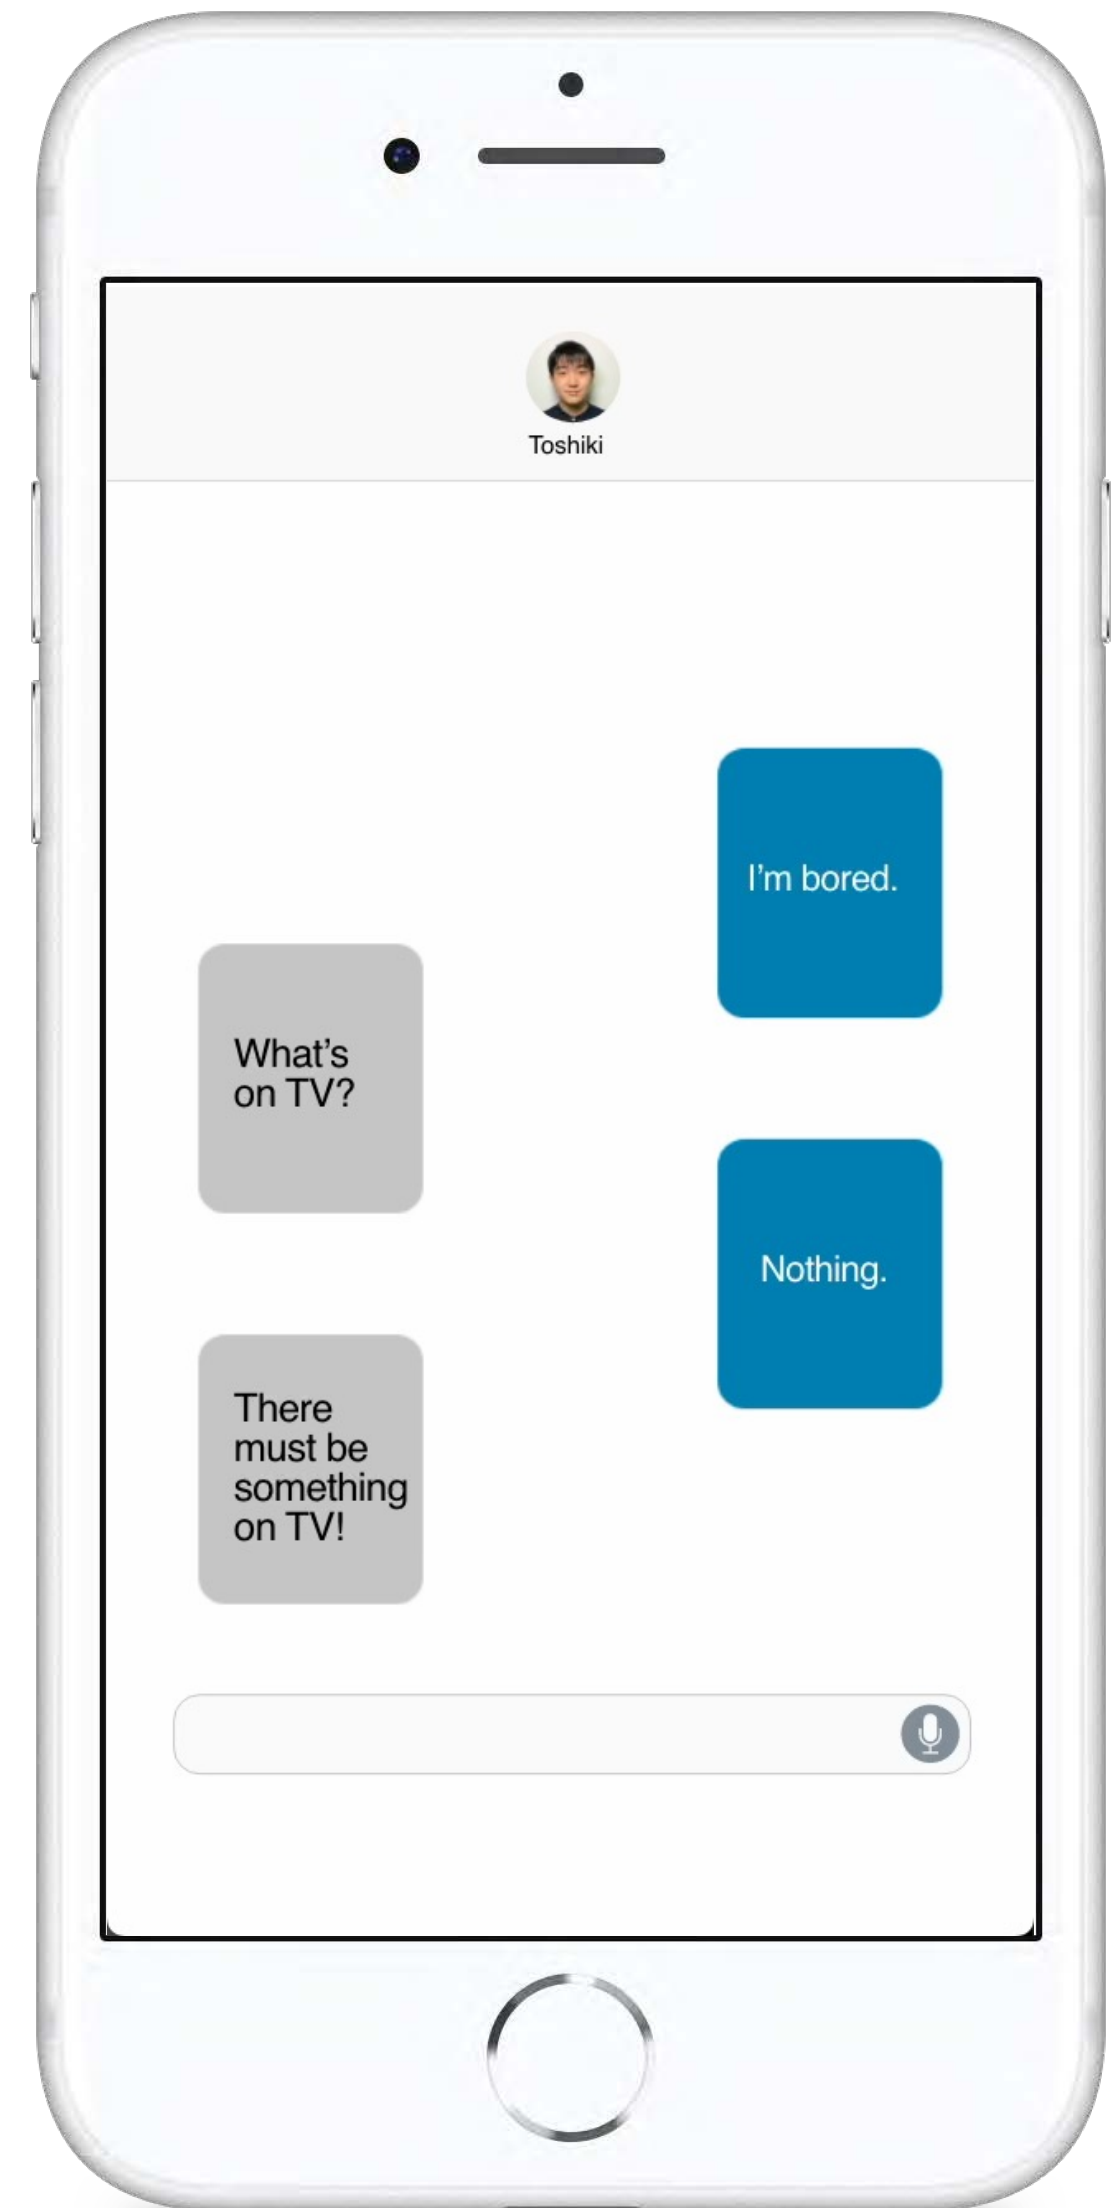 Toshiki
I’m bored.
What’s
on TV?
Nothing.
There
must be
something
on TV!